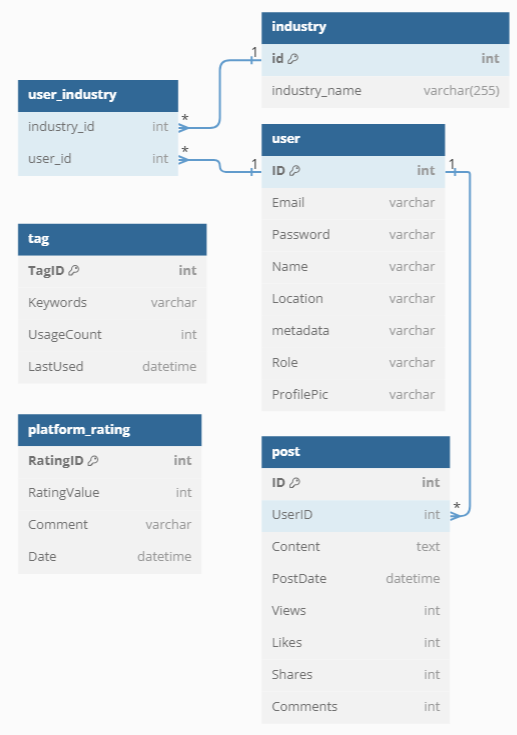 industry
id int
industry_name varchar(255)
user_industry
industry_id int
user_id int
1
*
*
1
user
ID int
Email varchar
Password varchar
Name varchar
Location varchar
metadata varchar
Role varchar
ProfilePic varchar
1
tag
TagID int
Keywords varchar
UsageCount int
LastUsed datetime
platform_rating
RatingID int
RatingValue int
Comment varchar
Date datetime
post
ID int
UserID int
*
Content text
PostDate datetime
Views int
Likes int
Shares int
Comments int